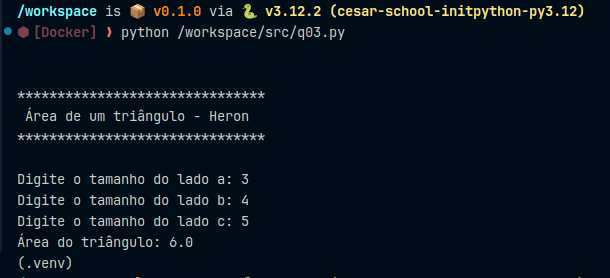 /workspace is 📦 v0.1.0 via 🐍 v3.12.2 (cesar-school-initpython-py3.12)
[Docker] ❯ python /workspace/src/q03.py
*******************************
Área de um triângulo - Heron
*******************************
Digite o tamanho do lado a: 3
Digite o tamanho do lado b: 4
Digite o tamanho do lado c: 5
Área do triângulo: 6.0
(.venv)